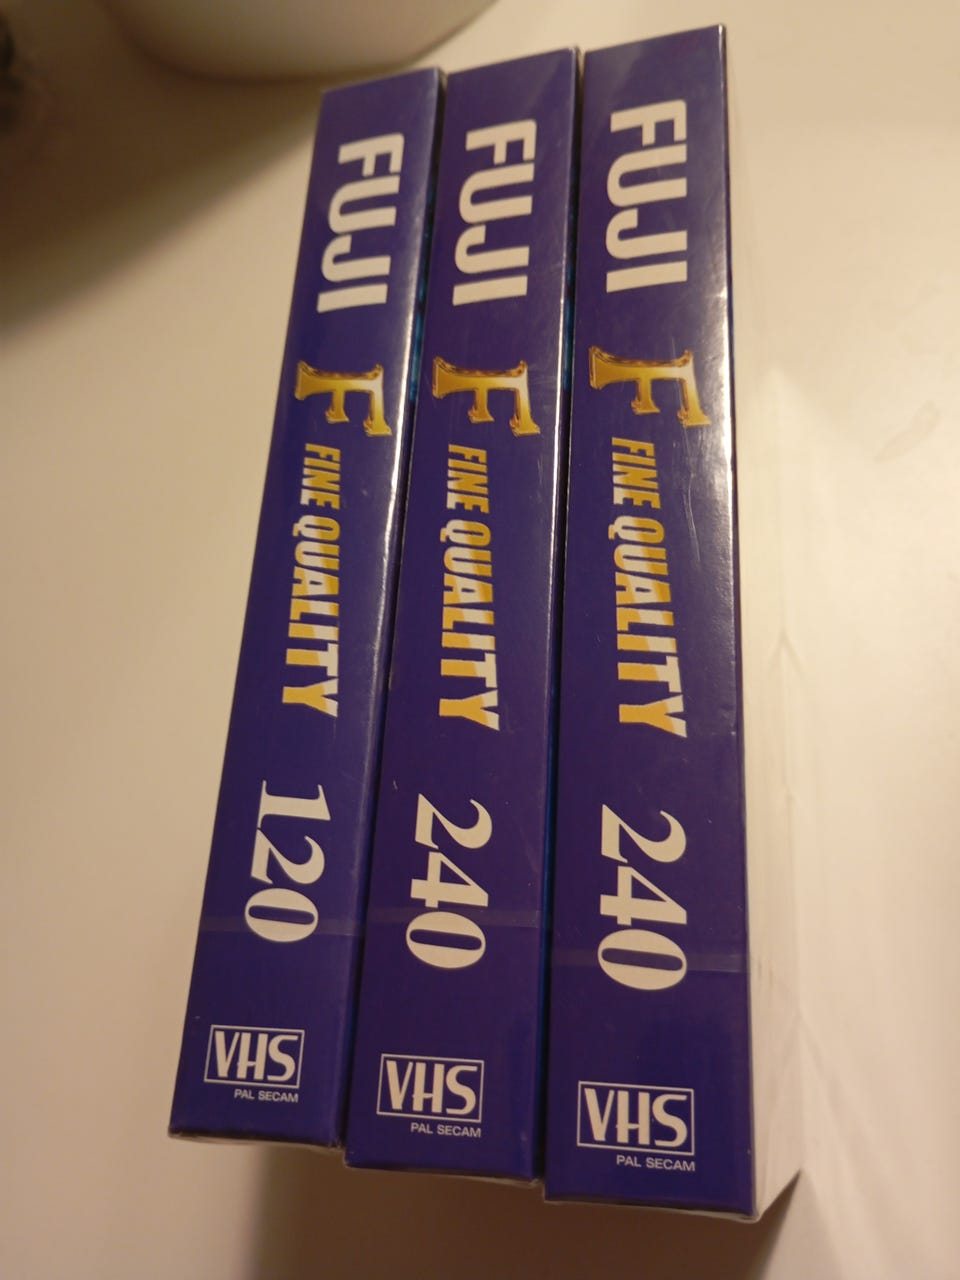 FUJI F FINE QUALITY 120 VHS
PAL SECAM
FUJI F FINE QUALITY 240 VHS
PAL SECAM
FUJI F FINE QUALITY 240 VHS
PAL SECAM